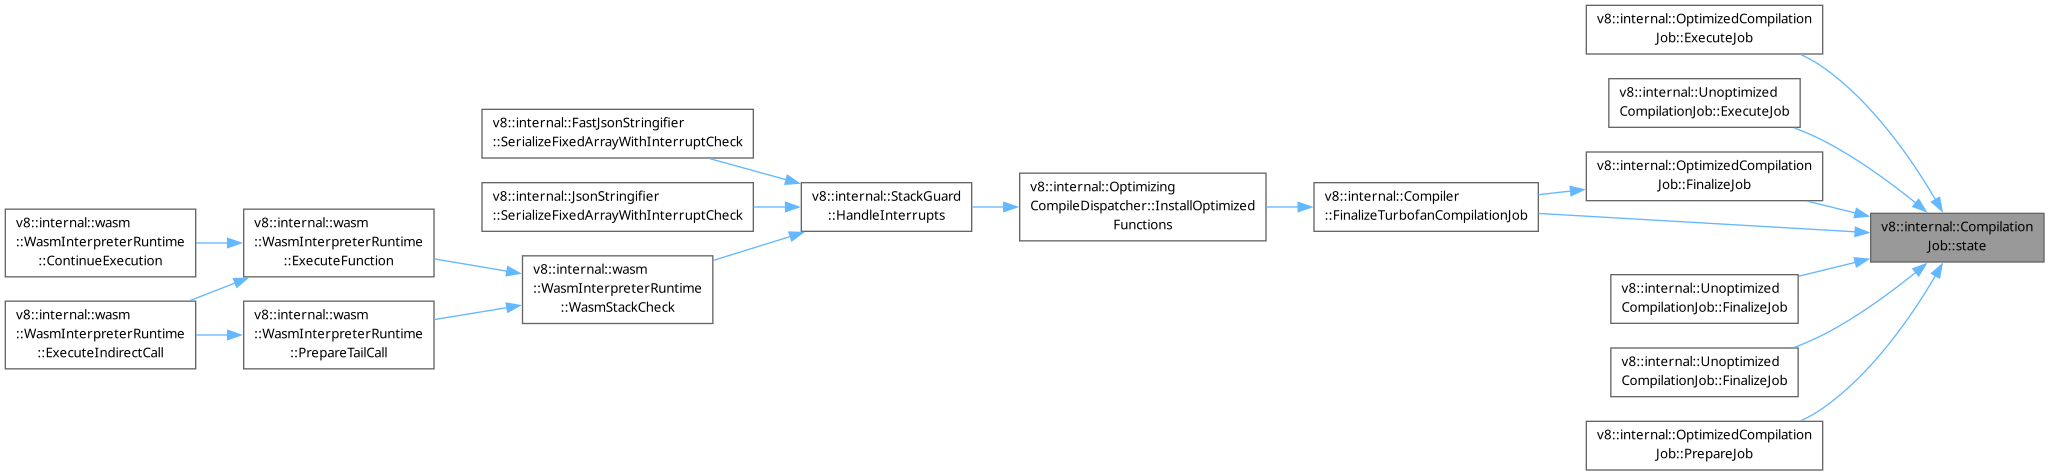 v8::internal::OptimizedCompilation
Job::ExecuteJob
v8::internal::Unoptimized
CompilationJob::ExecuteJob
v8::internal::FastJsonStringifier
::SerializeFixedArrayWithInterruptCheck
v8::internal::OptimizedCompilation
Job::FinalizeJob
v8::internal::JsonStringifier
::SerializeFixedArrayWithInterruptCheck
v8::internal::StackGuard
::HandleInterrupts
v8::internal::Optimizing
CompileDispatcher::InstallOptimized
Functions
v8::internal::Compiler
::FinalizeTurbofanCompilationJob
v8::internal::wasm
::WasmInterpreterRuntime
::ContinueExecution
v8::internal::wasm
::WasmInterpreterRuntime
::ExecuteFunction
v8::internal::Compilation
Job::state
v8::internal::wasm
::WasmInterpreterRuntime
::WasmStackCheck
v8::internal::Unoptimized
CompilationJob::FinalizeJob
v8::internal::wasm
::WasmInterpreterRuntime
::ExecuteIndirectCall
v8::internal::wasm
::WasmInterpreterRuntime
::PrepareTailCall
v8::internal::Unoptimized
CompilationJob::FinalizeJob
v8::internal::OptimizedCompilation
Job::PrepareJob